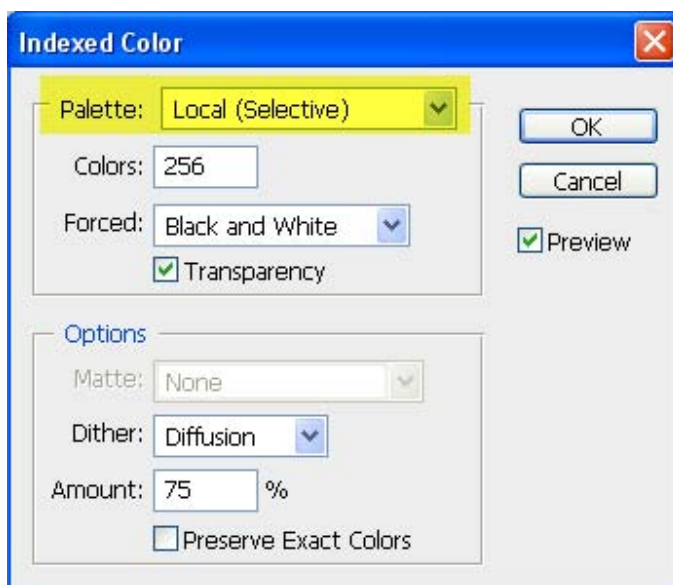 Indexed Color
Palette: Local (Selective)
OK
Colors: 256
Cancel
Forced: Black and White
Preview
Transparency
Options
Matte: None
Dither: Diffusion
Amount: 75 %
Preserve Exact Colors